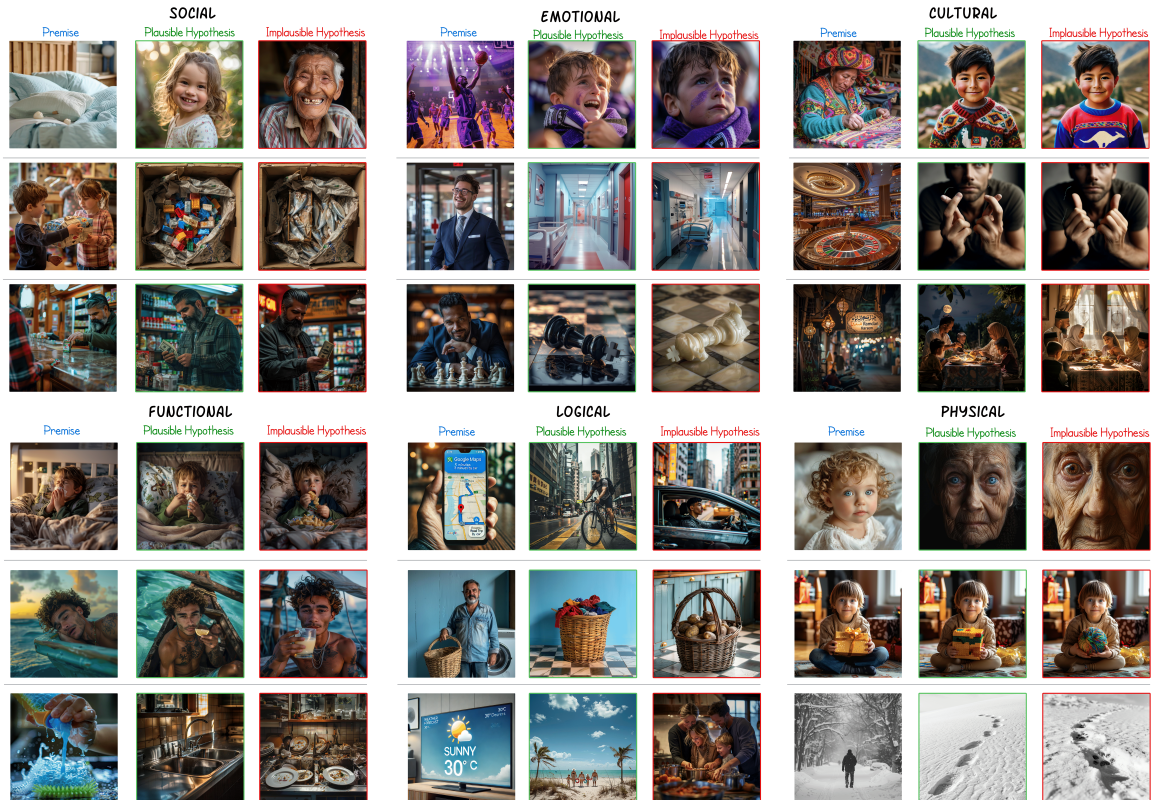 SOCIAL
Premise
Plausible Hypothesis
Implausible Hypothesis
EMOTIONAL
Premise
Plausible Hypothesis
Implausible Hypothesis
CULTURAL
Premise
Plausible Hypothesis
Implausible Hypothesis
FUNCTIONAL
Premise
Plausible Hypothesis
Implausible Hypothesis
LOGICAL
Premise
Plausible Hypothesis
Implausible Hypothesis
PHYSICAL
Premise
Plausible Hypothesis
Implausible Hypothesis
Google Maps
SUNNY
30° C